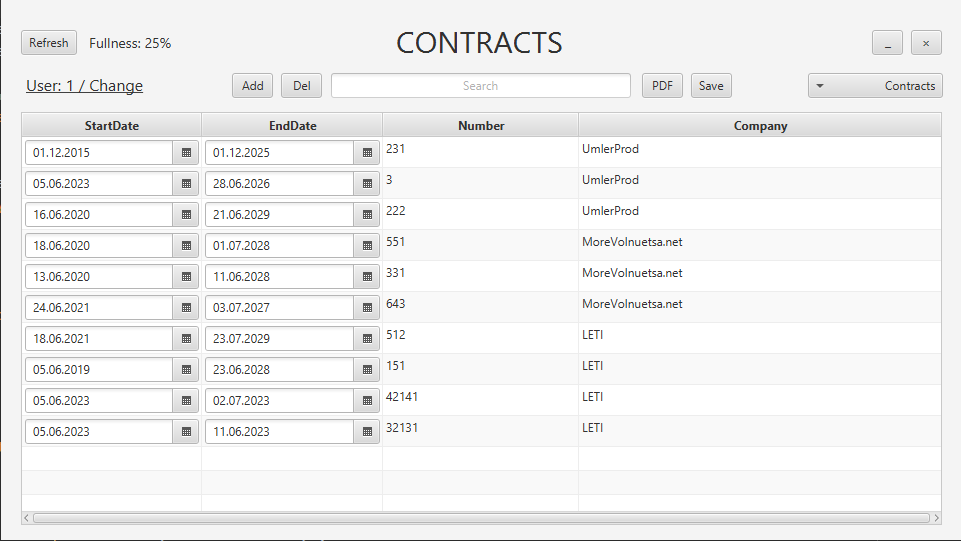 Refresh Fullness: 25% CONTRACTS _ ×
User: 1 / Change Add Del Search PDF Save Contracts
StartDate EndDate Number Company
01.12.2015 01.12.2025 231 UmlerProd
05.06.2023 28.06.2026 3 UmlerProd
16.06.2020 21.06.2029 222 UmlerProd
18.06.2020 01.07.2028 551 MoreVolnuetsa.net
13.06.2020 11.06.2028 331 MoreVolnuetsa.net
24.06.2021 03.07.2027 643 MoreVolnuetsa.net
18.06.2021 23.07.2029 512 LETI
05.06.2019 23.06.2028 151 LETI
05.06.2023 02.07.2023 42141 LETI
05.06.2023 11.06.2023 32131 LETI